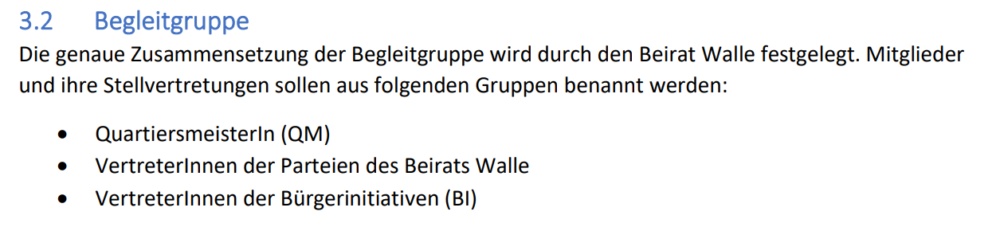 3.2 Begleitgruppe
Die genaue Zusammensetzung der Begleitgruppe wird durch den Beirat Walle festgelegt. Mitglieder
und ihre Stellvertretungen sollen aus folgenden Gruppen benannt werden:
• QuartiersmeisterIn (QM)
• VertreterInnen der Parteien des Beirats Walle
• VertreterInnen der Bürgerinitiativen (BI)